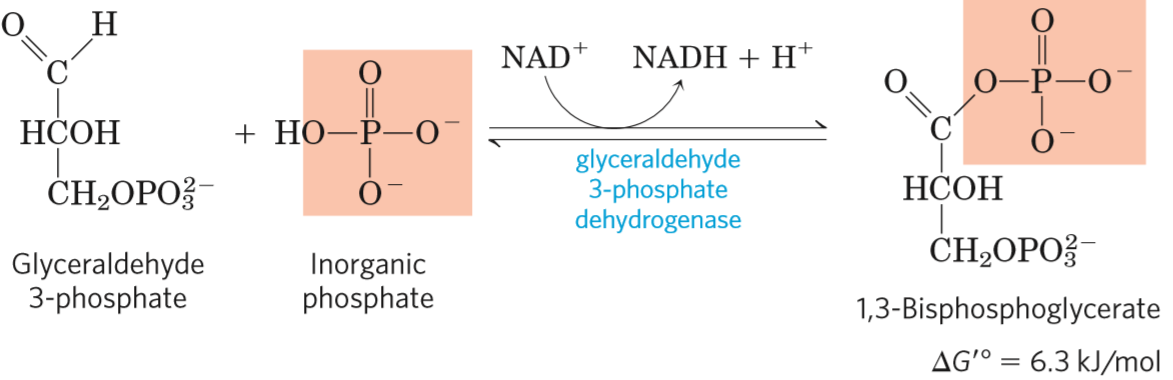 O H
C
HCOH
CH₂OPO₃²⁻
Glyceraldehyde
3-phosphate
+
O
HO—P—O⁻
O⁻
Inorganic
phosphate
NAD⁺ NADH + H⁺
glyceraldehyde
3-phosphate
dehydrogenase
O
O O—P—O⁻
C O⁻
HCOH
CH₂OPO₃²⁻
1,3-Bisphosphoglycerate
ΔG′° = 6.3 kJ/mol